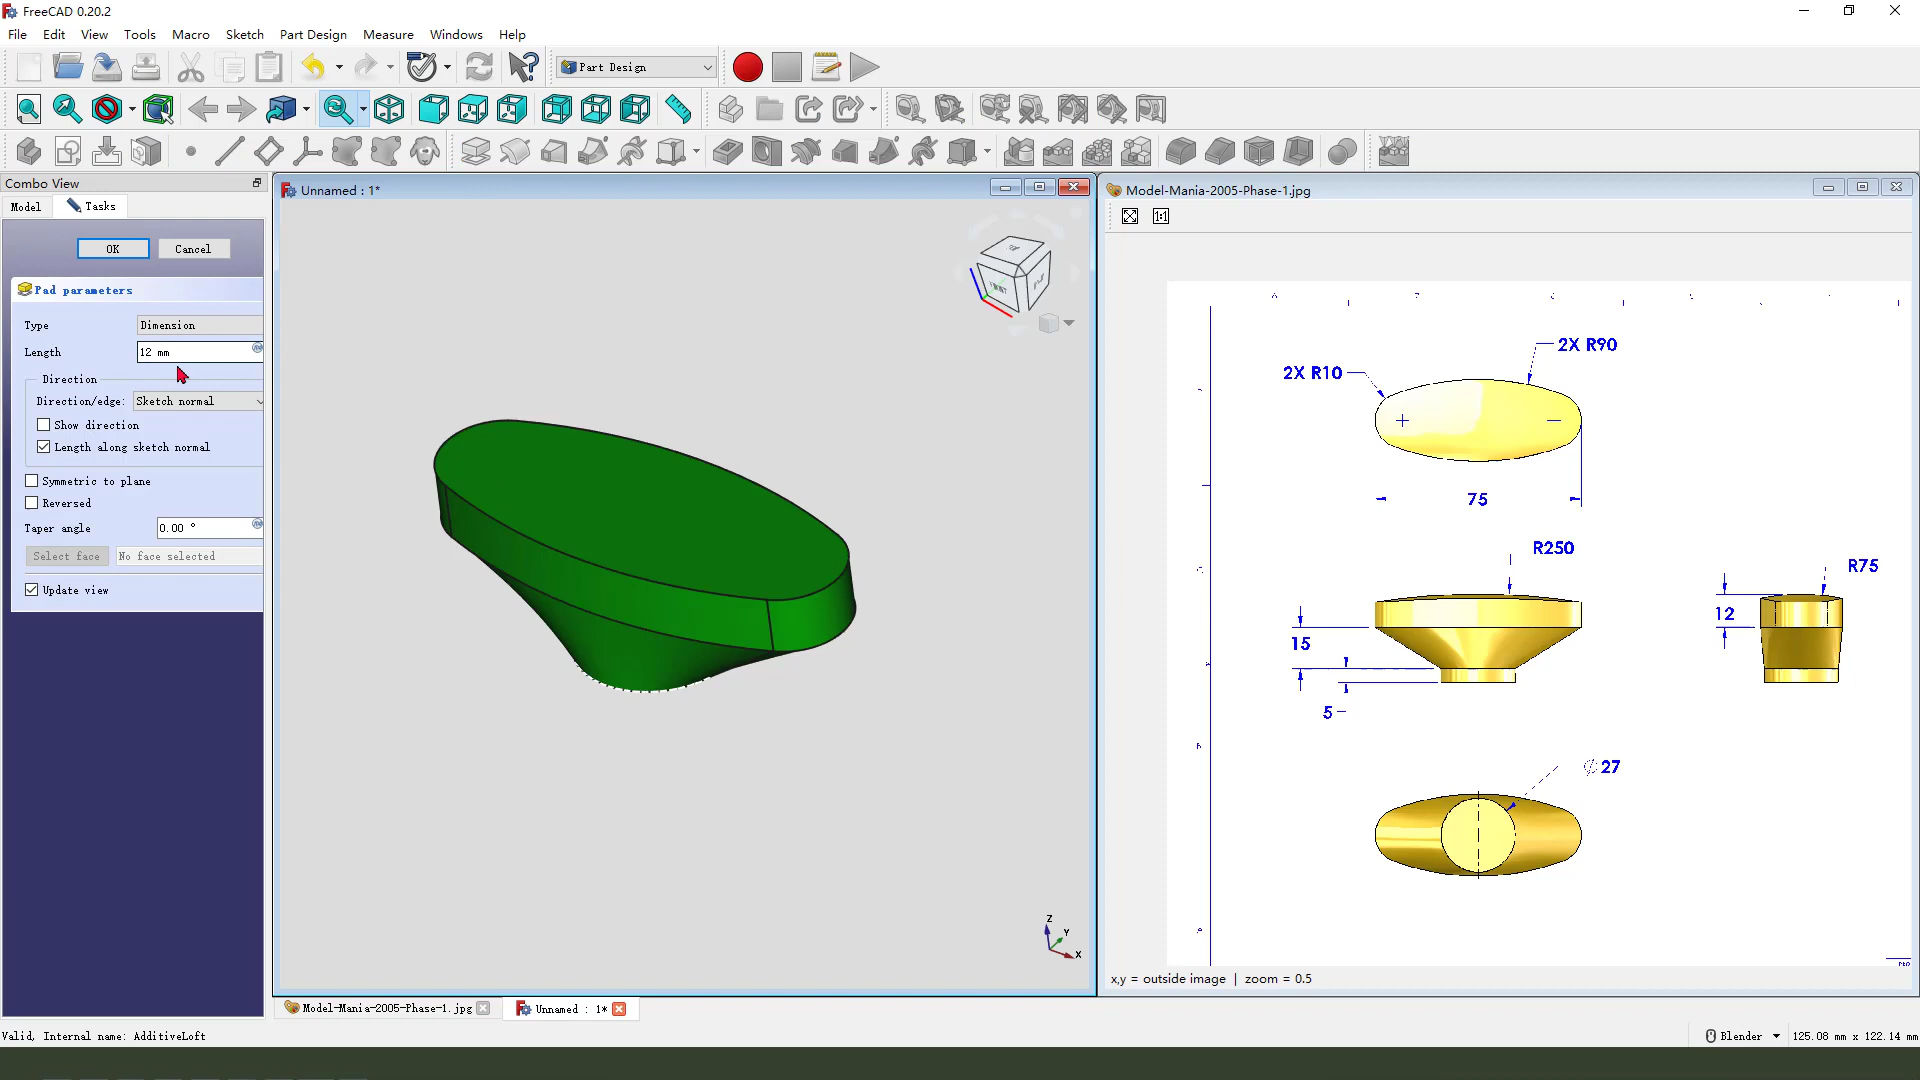 FreeCAD 0.20.2
File Edit View Tools Macro Sketch Part Design Measure Windows Help
Part Design
Combo View
Model Tasks
OK Cancel
Pad parameters
Type Dimension
Length 12 mm
Direction
Direction/edge: Sketch normal
Show direction
Length along sketch normal
Symmetric to plane
Reversed
Taper angle 0.00 °
Select face No face selected
Update view
Unnamed : 1*
Z
Y
X
Model-Mania-2005-Phase-1.jpg
1:1
2X R90
2X R10
75
R250
R75
12
15
5
∅27
x,y = outside image | zoom = 0.5
Model-Mania-2005-Phase-1.jpg Unnamed : 1*
Valid, Internal name: AdditiveLoft
Blender 125.08 mm x 122.14 mm